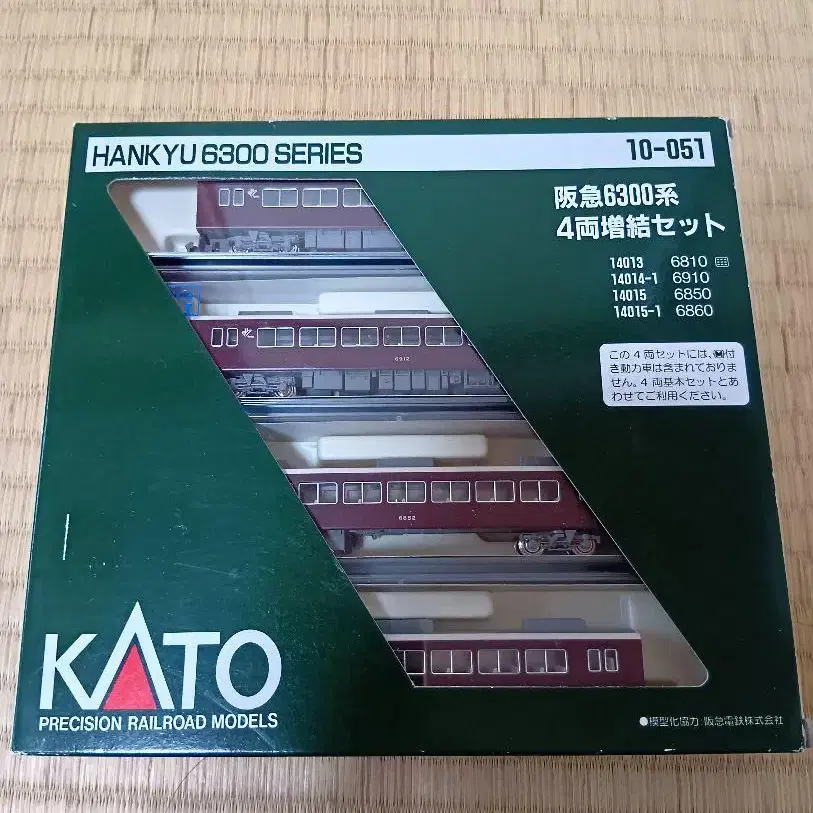 HANKYU 6300 SERIES 10-051
阪急6300系
4両増結セット
14013 6810
14014-1 6910
14015 6850
14015-1 6860
この4両セットには、M付
き動力車は含まれておりま
せん。4両基本セットとあ
わせてご利用ください。
6912
6892
KATO
PRECISION RAILROAD MODELS
●模型化協力:阪急電鉄株式会社